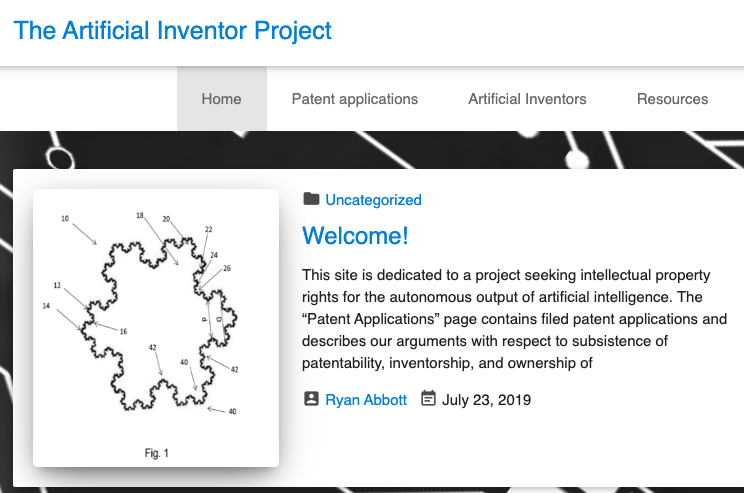 The Artificial Inventor Project
Home Patent applications Artificial Inventors Resources
10
18
20
22
24
26
12
14
16
P
D
42
40
42
40
Fig. 1
Uncategorized
Welcome!
This site is dedicated to a project seeking intellectual property
rights for the autonomous output of artificial intelligence. The
“Patent Applications” page contains filed patent applications and
describes our arguments with respect to subsistence of
patentability, inventorship, and ownership of
Ryan Abbott July 23, 2019